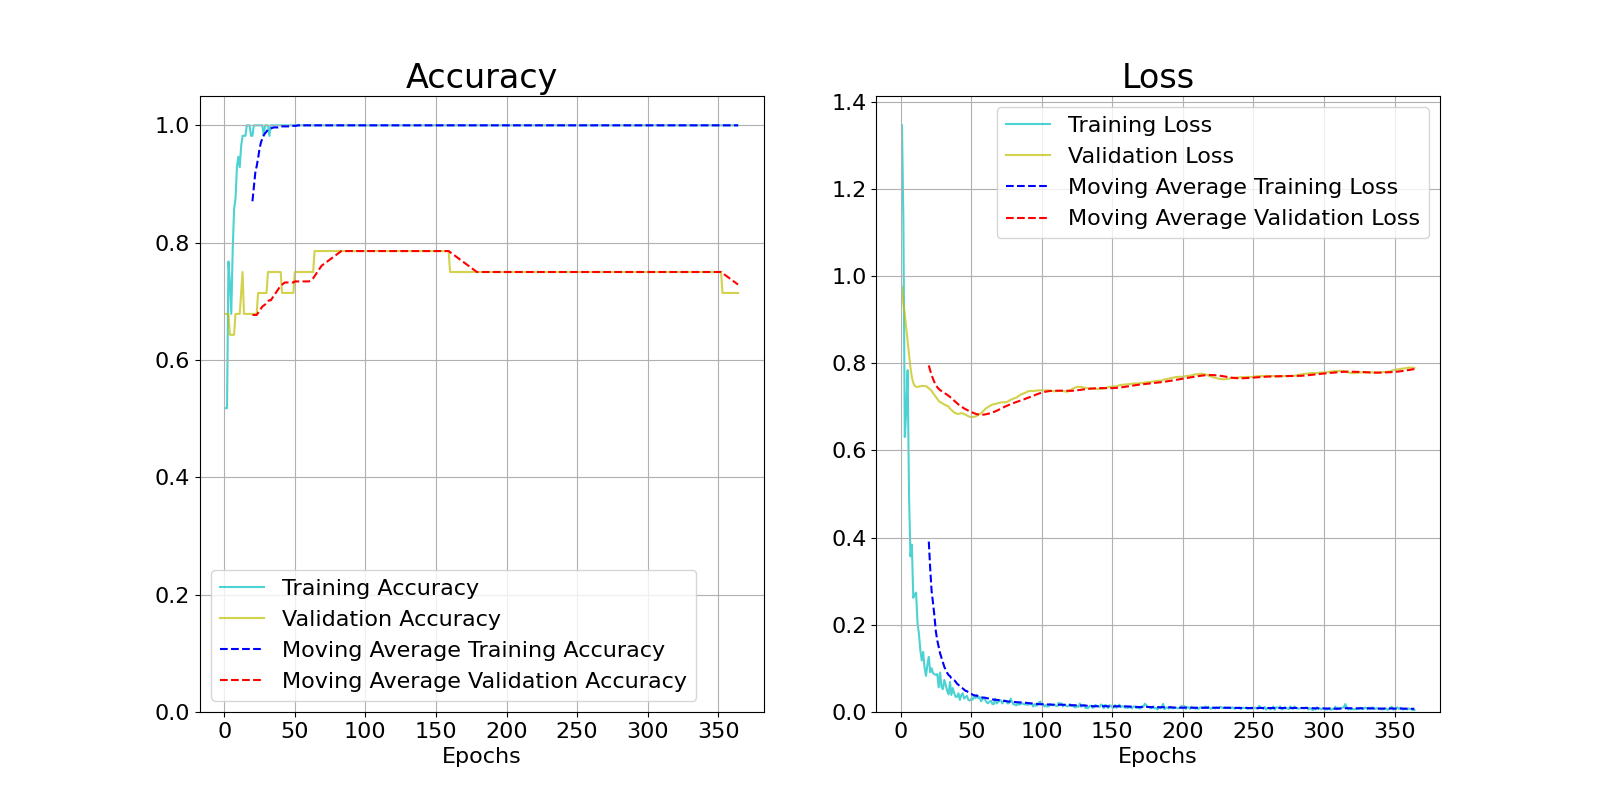 Accuracy
1.0
0.8
0.6
0.4
0.2
0.0
Training Accuracy
Validation Accuracy
Moving Average Training Accuracy
Moving Average Validation Accuracy
0 50 100 150 200 250 300 350
Epochs
Loss
1.4
1.2
1.0
0.8
0.6
0.4
0.2
0.0
Training Loss
Validation Loss
Moving Average Training Loss
Moving Average Validation Loss
0 50 100 150 200 250 300 350
Epochs